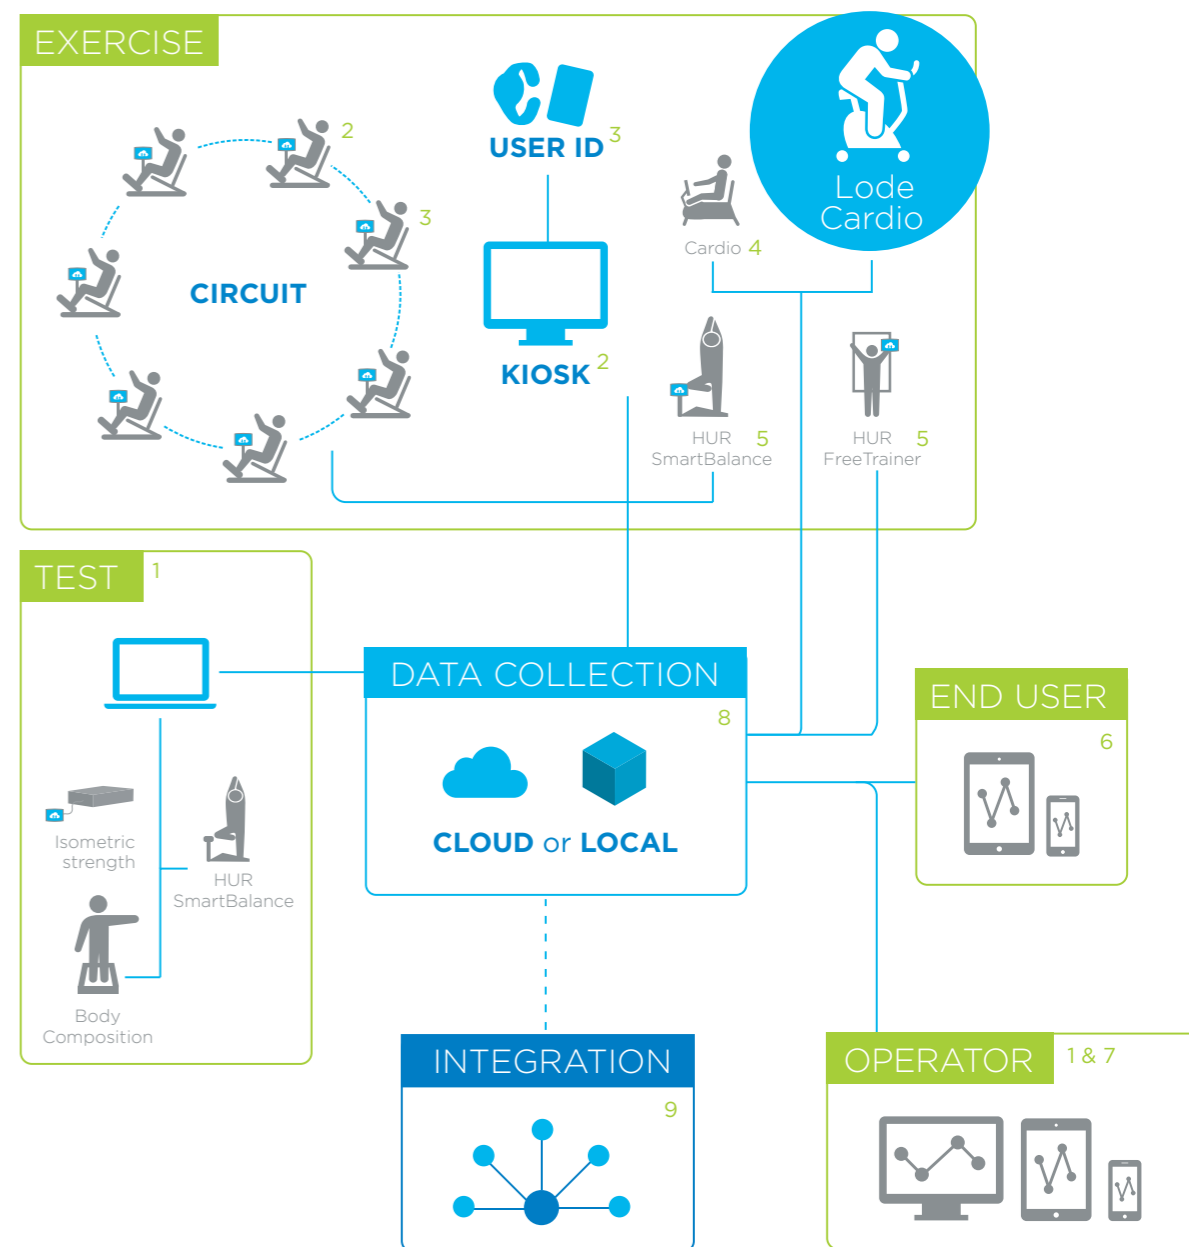 EXERCISE
2
3
CIRCUIT
USER ID 3
KIOSK 2
Cardio 4
Lode
Cardio
HUR 5
SmartBalance
HUR 5
FreeTrainer
TEST 1
Isometric
strength
HUR
SmartBalance
Body
Composition
DATA COLLECTION
8
CLOUD or LOCAL
END USER
6
INTEGRATION
9
OPERATOR 1 & 7